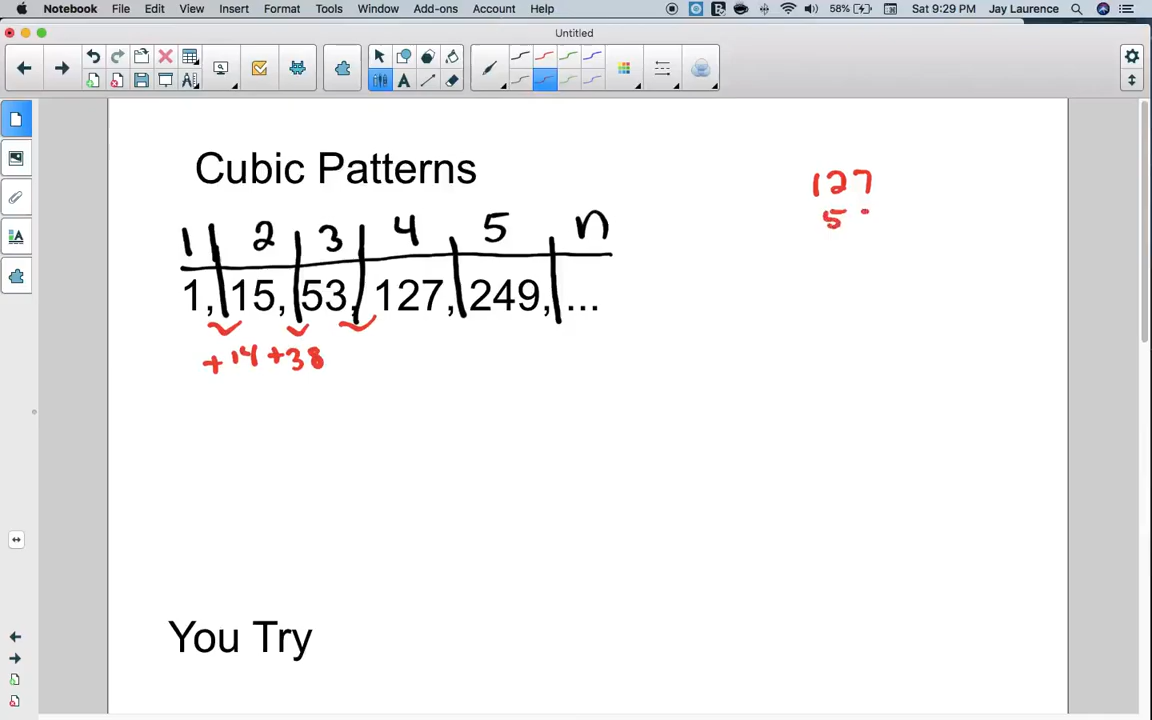 Notebook File Edit View Insert Format Tools Window Add-ons Account Help 58% Sat 9:29 PM Jay Laurence
Untitled
Cubic Patterns
127
5
1 2 3 4 5 n
1, 15, 53, 127, 249, ...
+14 +38
You Try